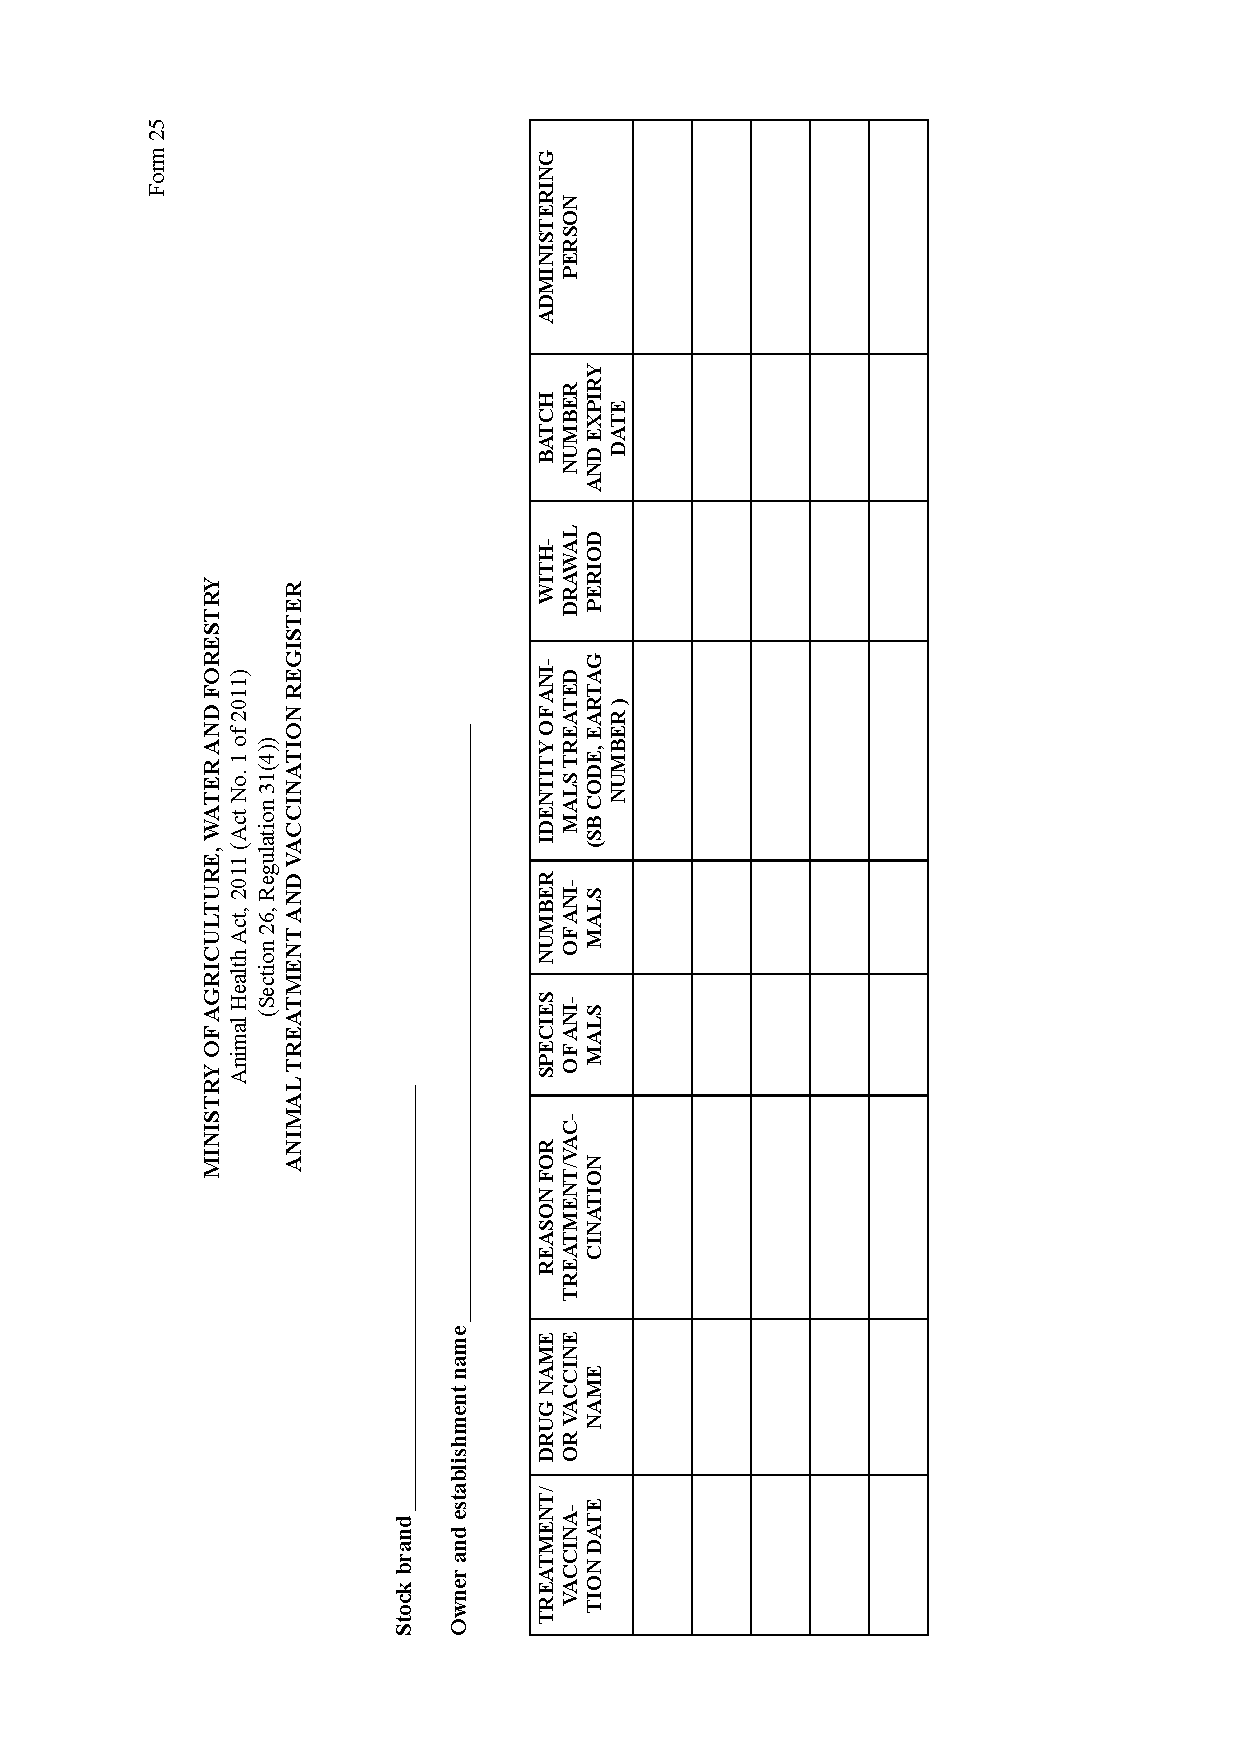 Form 25
MINISTRY OF AGRICULTURE, WATER AND FORESTRY
Animal Health Act, 2011 (Act No. 1 of 2011)
(Section 26, Regulation 31(4))
ANIMAL TREATMENT AND VACCINATION REGISTER
Stock brand
Owner and establishment name
TREATMENT/
VACCINA-
TION DATE
DRUG NAME
OR VACCINE
NAME
REASON FOR
TREATMENT/VAC-
CINATION
SPECIES
OF ANI-
MALS
NUMBER
OF ANI-
MALS
IDENTITY OF ANI-
MALS TREATED
(SB CODE, EARTAG
NUMBER )
WITH-
DRAWAL
PERIOD
BATCH
NUMBER
AND EXPIRY
DATE
ADMINISTERING
PERSON